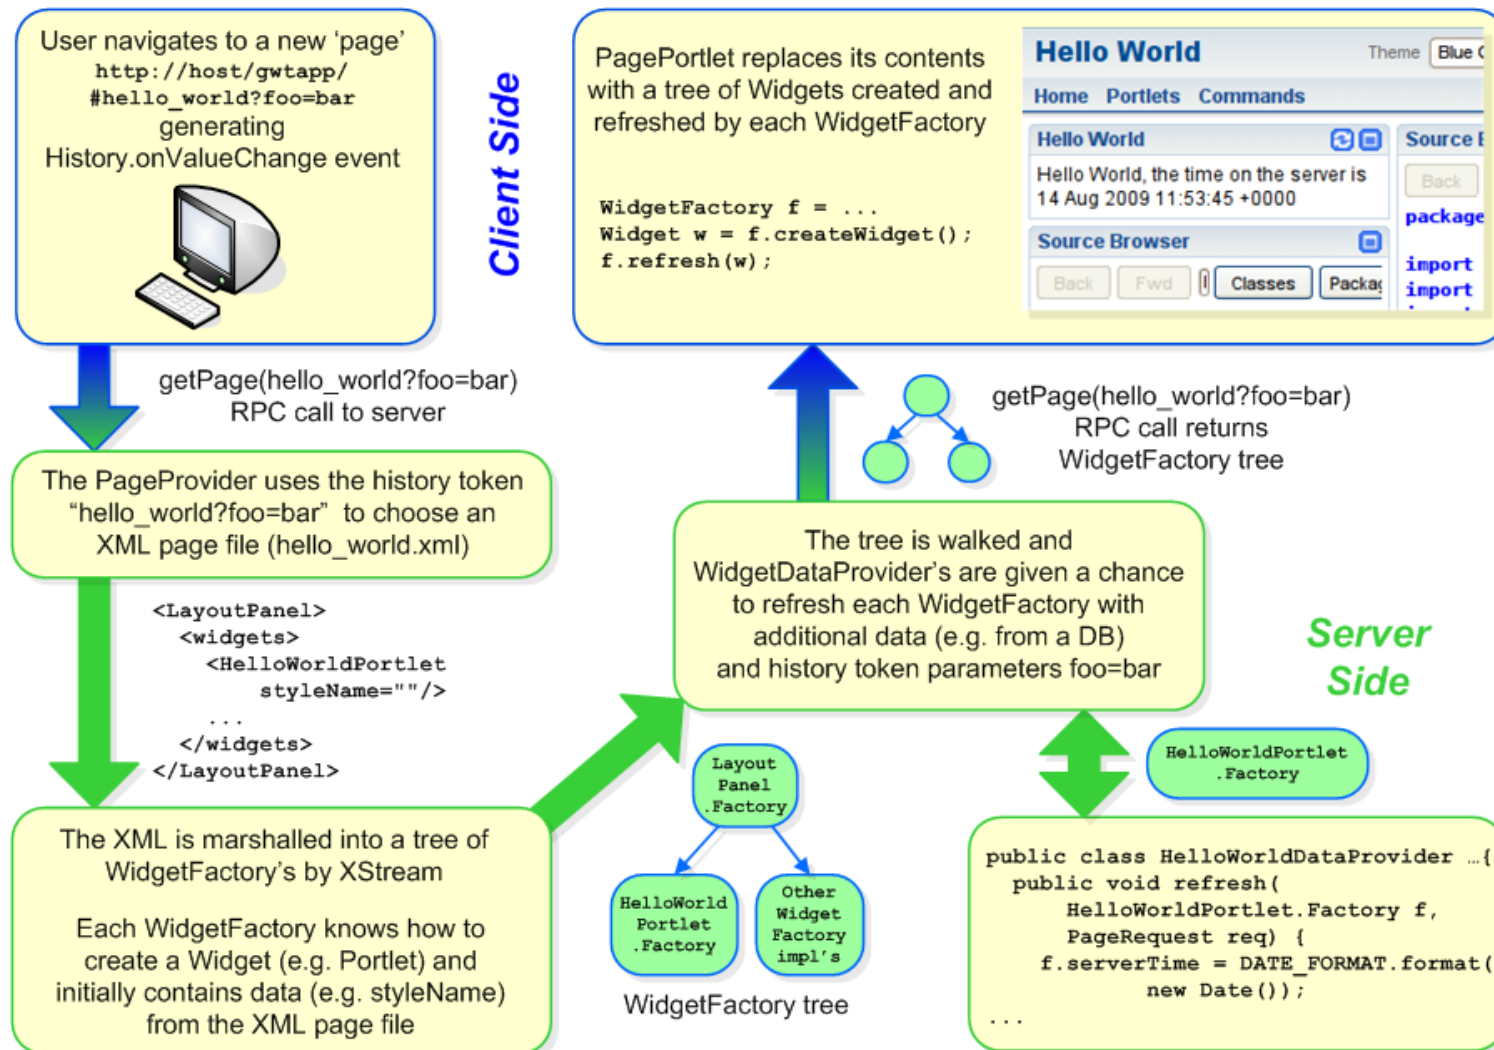 User navigates to a new ‘page’
http://host/gwtapp/
#hello_world?foo=bar
generating
History.onValueChange event
Client Side
PagePortlet replaces its contents
with a tree of Widgets created and
refreshed by each WidgetFactory
WidgetFactory f = ...
Widget w = f.createWidget();
f.refresh(w);
Hello World
Theme Blue
Home Portlets Commands
Hello World
Hello World, the time on the server is
14 Aug 2009 11:53:45 +0000
Source Browser
Back Fwd Classes
Source
Back
package
import
import
getPage(hello_world?foo=bar)
RPC call to server
getPage(hello_world?foo=bar)
RPC call returns
WidgetFactory tree
The PageProvider uses the history token
“hello_world?foo=bar” to choose an
XML page file (hello_world.xml)
<LayoutPanel>
<widgets>
<HelloWorldPortlet
styleName=""/>
...
</widgets>
</LayoutPanel>
The XML is marshalled into a tree of
WidgetFactory’s by XStream
Each WidgetFactory knows how to
create a Widget (e.g. Portlet) and
initially contains data (e.g. styleName)
from the XML page file
Layout
Panel
.Factory
HelloWorld
Portlet
.Factory
Other
Widget
Factory
impl's
WidgetFactory tree
The tree is walked and
WidgetDataProvider’s are given a chance
to refresh each WidgetFactory with
additional data (e.g. from a DB)
and history token parameters foo=bar
Server
Side
HelloWorldPortlet
.Factory
public class HelloWorldDataProvider …{
public void refresh(
HelloWorldPortlet.Factory f,
PageRequest req) {
f.serverTime = DATE_FORMAT.format(
new Date());
...